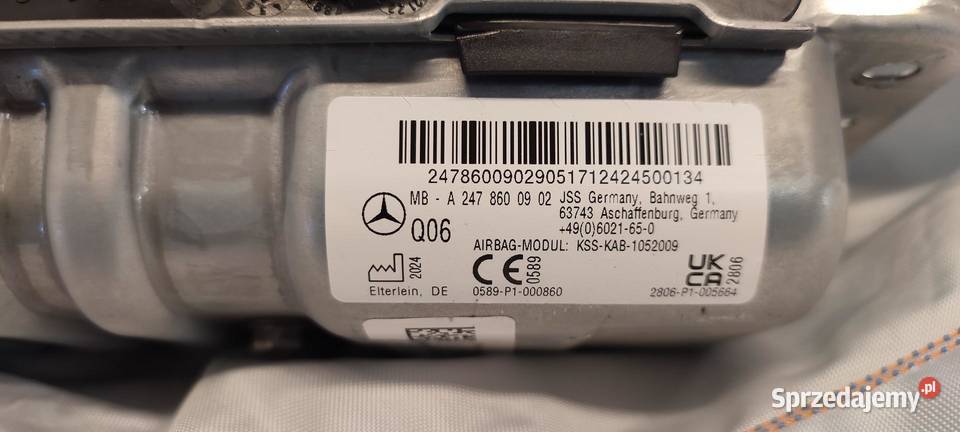 24786009029051712424500134
MB - A 247 860 09 02 JSS Germany, Bahnweg 1,
63743 Aschaffenburg, Germany
+49(0)6021-65-0
Q06
AIRBAG-MODUL: KSS-KAB-1052009
2024
CE 0589
UK CA 2806
Elterlein, DE 0589-P1-000860 2806-P1-005664
Sprzedajemy.pl